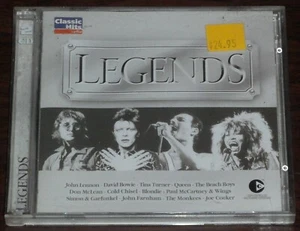 Classic
Hits
$24.95
LEGENDS
John Lennon · David Bowie · Tina Turner · Queen · The Beach Boys
Don McLean · Cold Chisel · Blondie · Paul McCartney & Wings
Simon & Garfunkel · John Farnham · The Monkees · Joe Cocker
LEGENDS